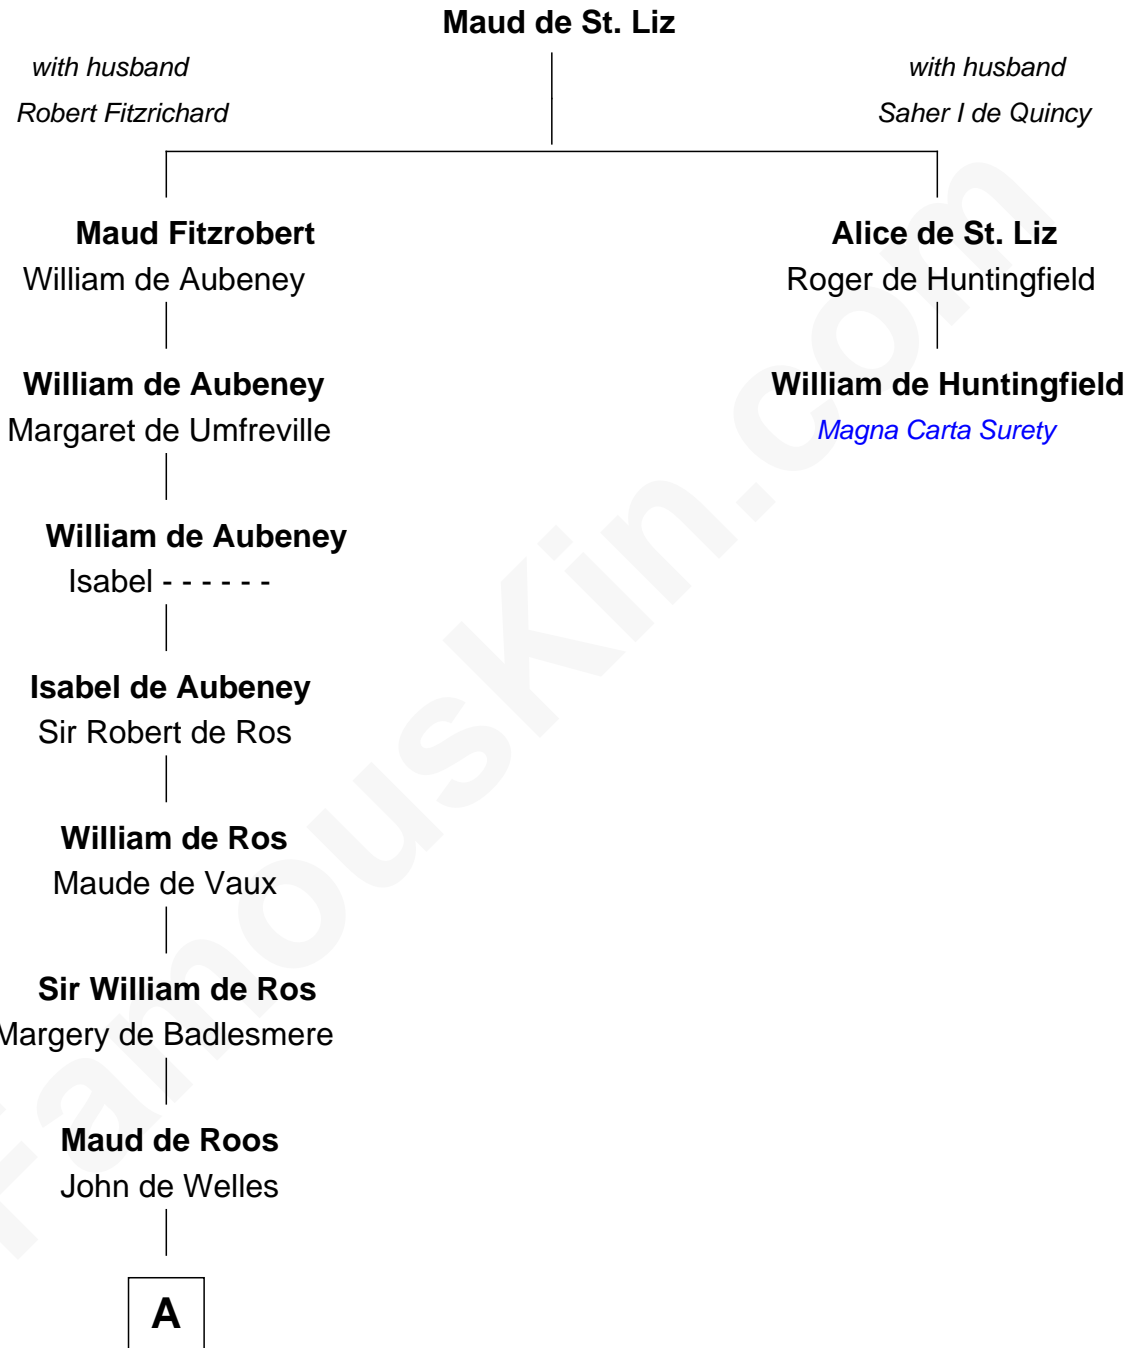 Maud de St. Liz
with husband
Robert Fitzrichard
with husband
Saher I de Quincy
Maud Fitzrobert
William de Aubeney
Alice de St. Liz
Roger de Huntingfield
William de Aubeney
Margaret de Umfreville
William de Huntingfield
Magna Carta Surety
William de Aubeney
Isabel - - - - - -
Isabel de Aubeney
Sir Robert de Ros
William de Ros
Maude de Vaux
Sir William de Ros
Margery de Badlesmere
Maud de Roos
John de Welles
A
FamousKin.com